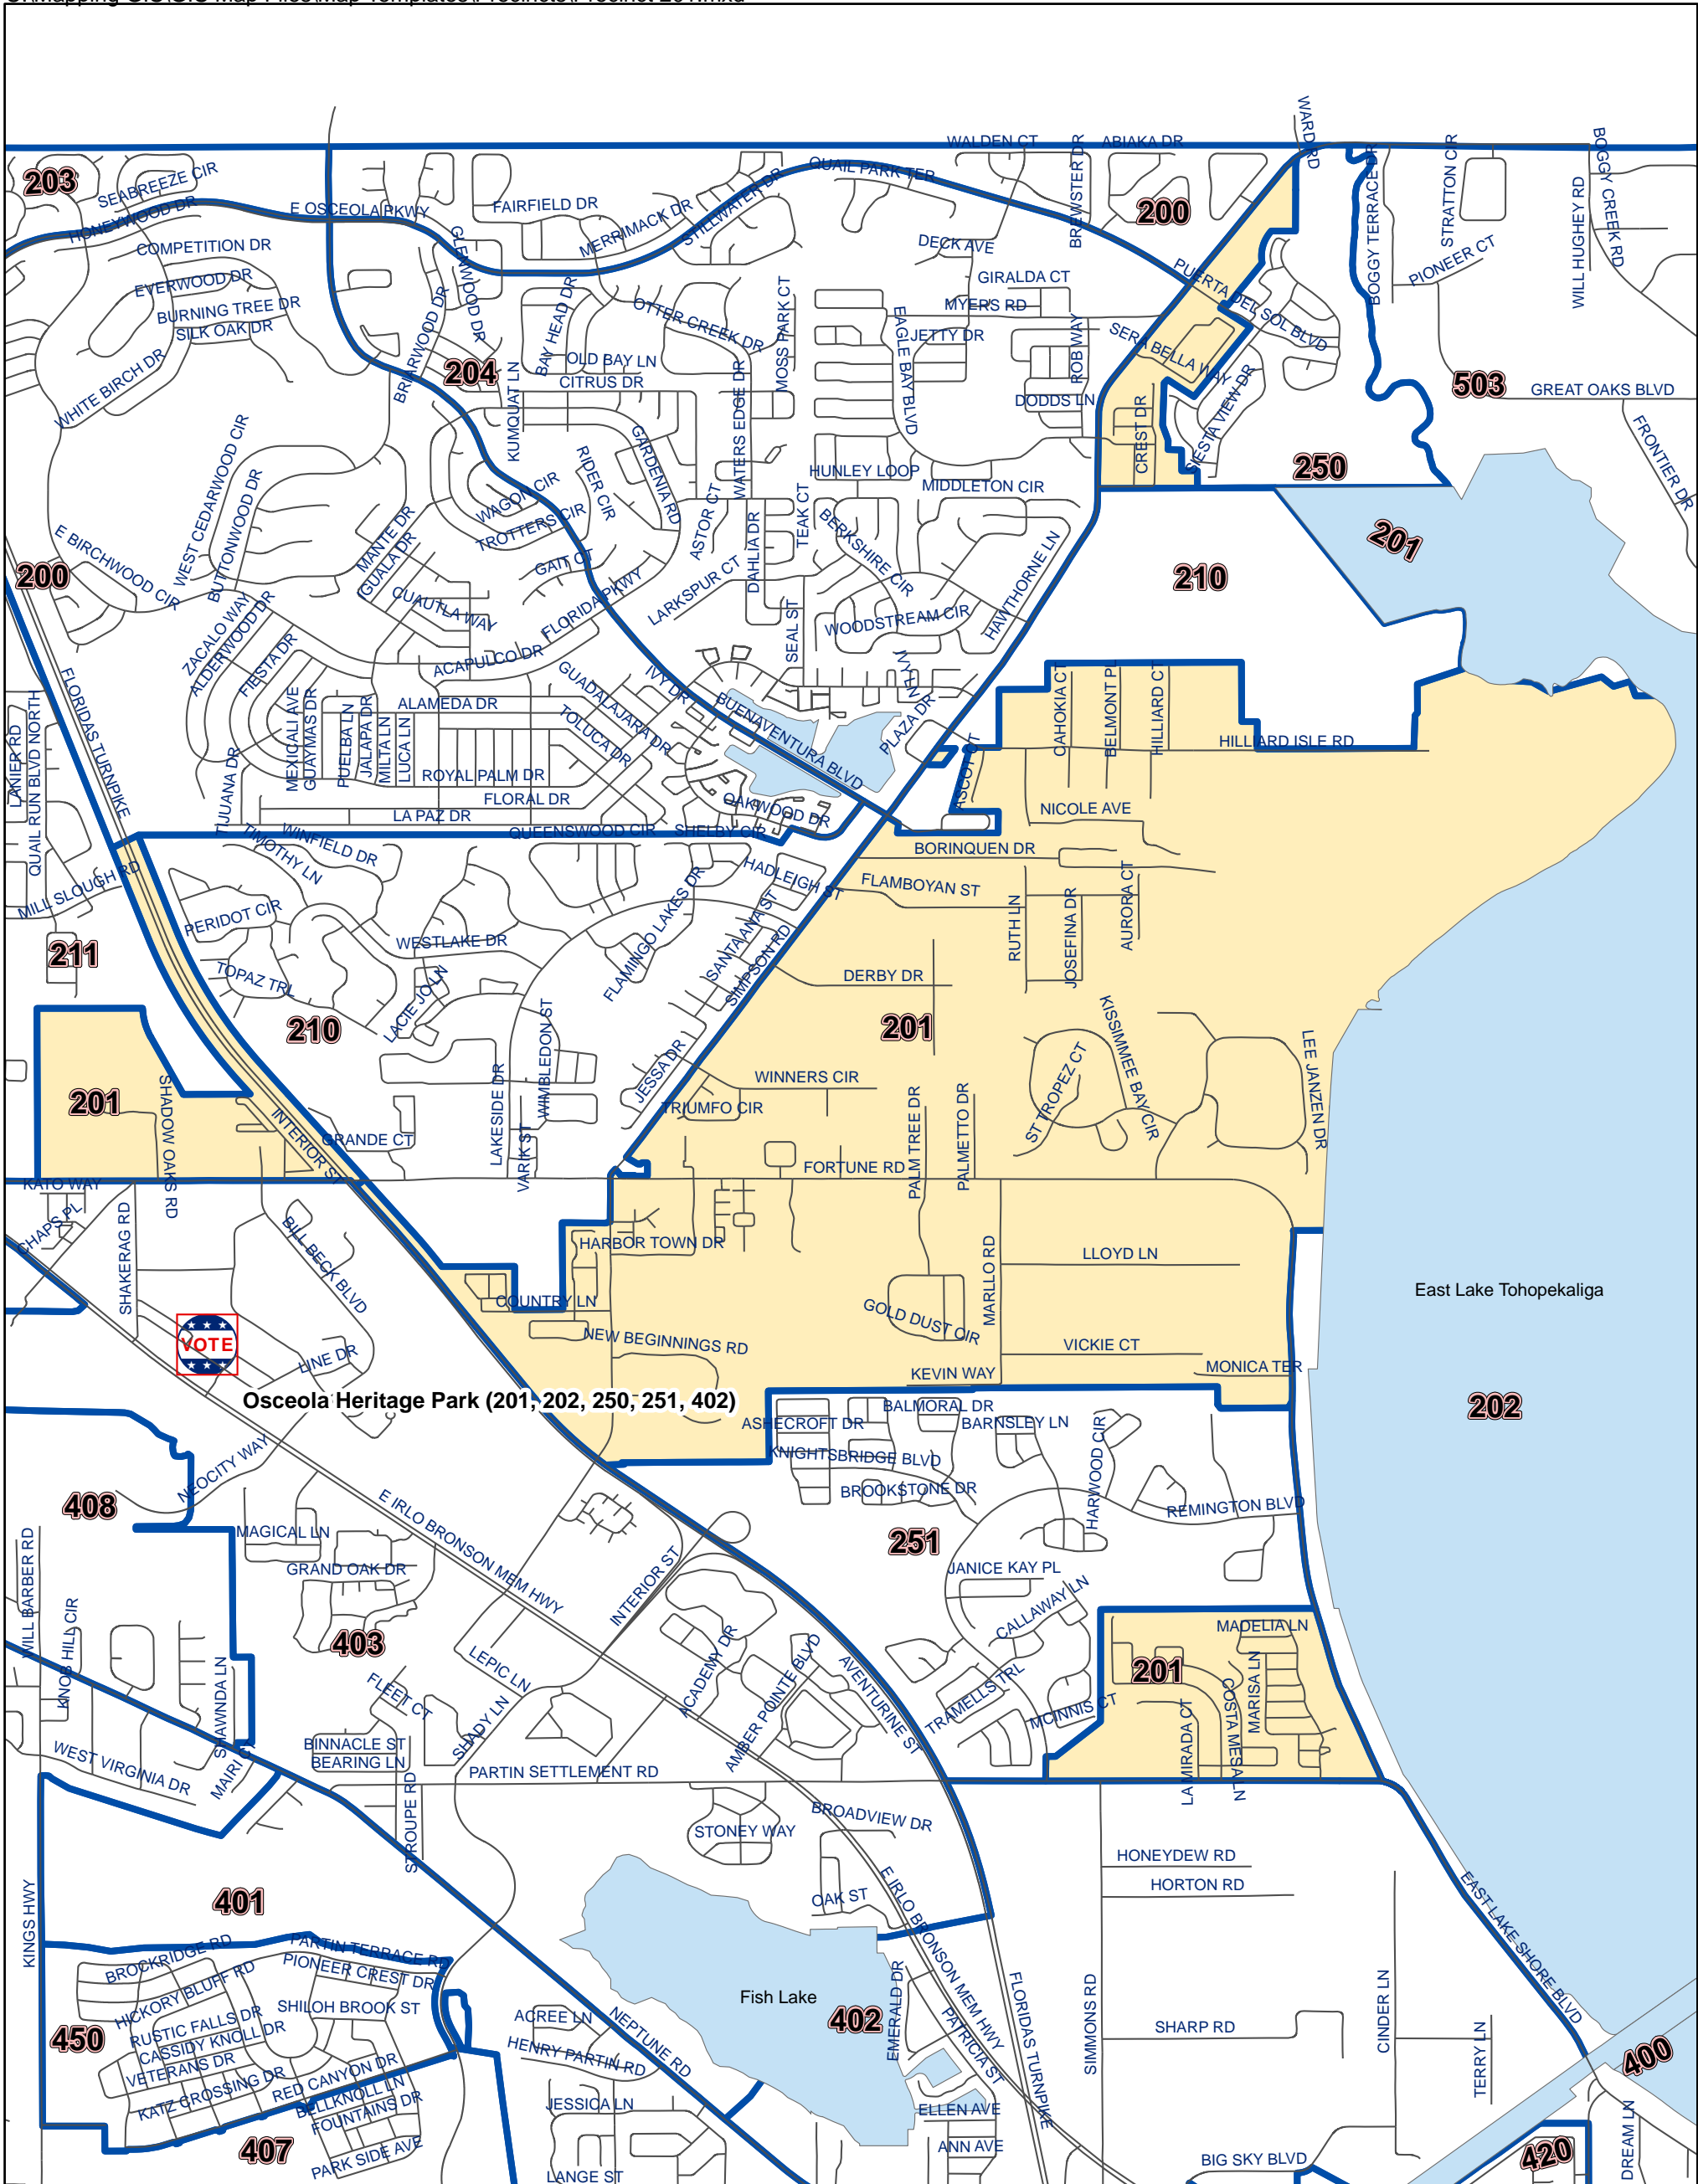 WALDEN CT
ABIAKA DR
WARD RD
203
SEABREEZE CIR
HONEYWOOD DR
E OSCEOLA PKWY
FAIRFIELD DR
MERRIMACK DR
STILLWATER DR
QUAIL PARK TER
BREWSTER DR
200
BOGGY TERRACE DR
STRATTON CIR
WILL HUGHEY RD
BOGGY CREEK RD
COMPETITION DR
GLENWOOD DR
DECK AVE
PIONEER CT
EVERWOOD DR
GIRALDA CT
PUERTA DEL SOL BLVD
BURNING TREE DR
SILK OAK DR
BRIARWOOD DR
BAY HEAD DR
OTTER CREEK DR
MOSS PARK CT
EAGLE BAY BLVD
MYERS RD
JETTY DR
ROB WAY
SERA BELLA WAY
WHITE BIRCH DR
204
OLD BAY LN
CITRUS DR
KUMQUAT LN
WATERS EDGE DR
DODDS LN
CREST DR
SIESTA VIEW DR
503
GREAT OAKS BLVD
FRONTIER DR
WEST CEDARWOOD CIR
BUTTONWOOD DR
RIDER CIR
GARDENIA RD
HUNLEY LOOP
MIDDLETON CIR
250
WAGON CIR
TROTTERS CIR
ASTOR CT
TEAK CT
BERKSHIRE CIR
201
E BIRCHWOOD CIR
MANTE DR
IGUALA DR
GAIT CT
DAHLIA DR
HAWTHORNE LN
200
CUAUTLA WAY
FLORIDA PKWY
LARKSPUR CT
210
ZACALO WAY
ALDERWOOD DR
FIESTA DR
ACAPULCO DR
SEAL ST
WOODSTREAM CIR
IVY LN
FLORIDAS TURNPIKE
GUADALAJARA DR
IVY DR
BUENAVENTURA BLVD
PLAZA DR
CAHOKIA CT
BELMONT PL
HILLIARD CT
LANIER RD
QUAIL RUN BLVD NORTH
MEXICALI AVE
GUAYMAS DR
PUELBA LN
JALAPA DR
MILTA LN
LUCA LN
ALAMEDA DR
TOLUCA DR
ASCOT CT
HILLIARD ISLE RD
TIJUANA DR
ROYAL PALM DR
FLORAL DR
LA PAZ DR
OAKWOOD DR
NICOLE AVE
QUEENSWOOD CIR
SHELBY CIR
WINFIELD DR
TIMOTHY LN
BORINQUEN DR
MILL SLOUGH RD
HADLEIGH ST
FLAMBOYAN ST
PERIDOT CIR
WESTLAKE DR
FLAMINGO LAKES DR
SANTAANA ST
SIMPSON RD
RUTH LN
JOSEFINA DR
AURORA CT
211
TOPAZ TRL
LACIE JO LN
DERBY DR
210
201
WIMBLEDON ST
JESSA DR
ST TROPEZ CT
KISSIMMEE BAY CIR
LEE JANZEN DR
201
SHADOW OAKS RD
INTERIOR ST
GRANDE CT
LAKESIDE DR
VARIK ST
WINNERS CIR
TRIUMFO CIR
PALM TREE DR
PALMETTO DR
FORTUNE RD
KATO WAY
CHAPS PL
SHAKERAG RD
BILL BECK BLVD
HARBOR TOWN DR
MARLLO RD
LLOYD LN
East Lake Tohopekaliga
COUNTRY LN
GOLD DUST CIR
VOTE
LINE DR
NEW BEGINNINGS RD
VICKIE CT
MONICA TER
KEVIN WAY
Osceola Heritage Park (201, 202, 250, 251, 402)
202
BALMORAL DR
ASHECROFT DR
BARNSLEY LN
HARWOOD CIR
NEOCITY WAY
KNIGHTSBRIDGE BLVD
BROOKSTONE DR
408
E IRLO BRONSON MEM HWY
REMINGTON BLVD
MAGICAL LN
251
WILL BARBER RD
GRAND OAK DR
INTERIOR ST
JANICE KAY PL
CALLAWAY LN
KNOB HILL CIR
403
MADELIA LN
SHAWNDA LN
LEPIC LN
ACADEMY DR
AMBER POINTE BLVD
AVENTURINE ST
TRAMELLS TRL
201
MCINNIS CT
LA MIRADA CT
COSTA MESA LN
MARISA LN
FLEET CT
SHADY LN
BINNACLE ST
BEARING LN
WEST VIRGINIA DR
MAIRI CT
PARTIN SETTLEMENT RD
STROUPE RD
BROADVIEW DR
STONEY WAY
HONEYDEW RD
HORTON RD
KINGS HWY
401
OAK ST
E IRLO BRONSON MEM HWY
EAST LAKE SHORE BLVD
BROCKRIDGE RD
PARTIN TERRACE RD
PIONEER CREST DR
HICKORY BLUFF RD
SHILOH BROOK ST
RUSTIC FALLS DR
CASSIDY KNOLL DR
VETERANS DR
KATZ CROSSING DR
RED CANYON DR
BELLKNOLL LN
FOUNTAINS DR
PARK SIDE AVE
450
407
ACREE LN
HENRY PARTIN RD
NEPTUNE RD
Fish Lake
402
EMERALD DR
PATRICIA ST
FLORIDAS TURNPIKE
SIMMONS RD
SHARP RD
CINDER LN
TERRY LN
400
JESSICA LN
ELLEN AVE
ANN AVE
LANGE ST
BIG SKY BLVD
420
DREAM LN